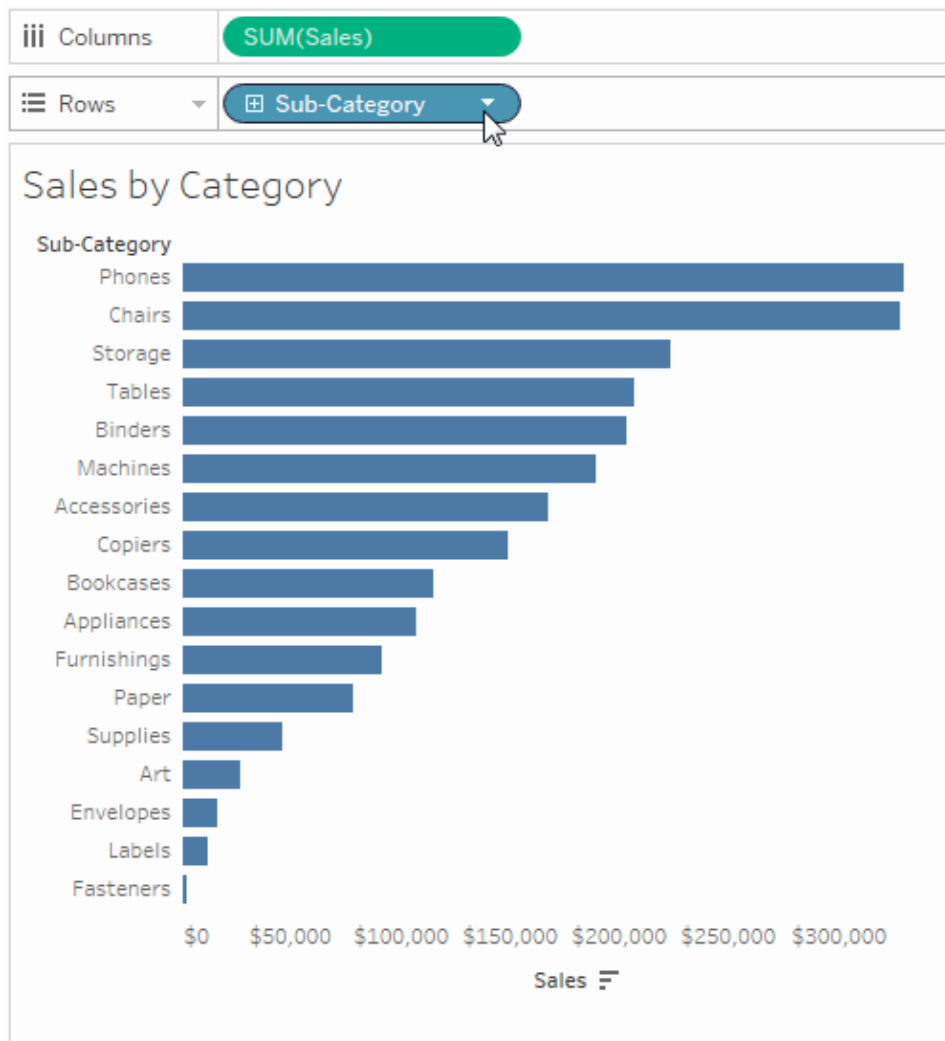 Columns SUM(Sales)
Rows Sub-Category
Sales by Category
Sub-Category
Phones
Chairs
Storage
Tables
Binders
Machines
Accessories
Copiers
Bookcases
Appliances
Furnishings
Paper
Supplies
Art
Envelopes
Labels
Fasteners
$0 $50,000 $100,000 $150,000 $200,000 $250,000 $300,000
Sales